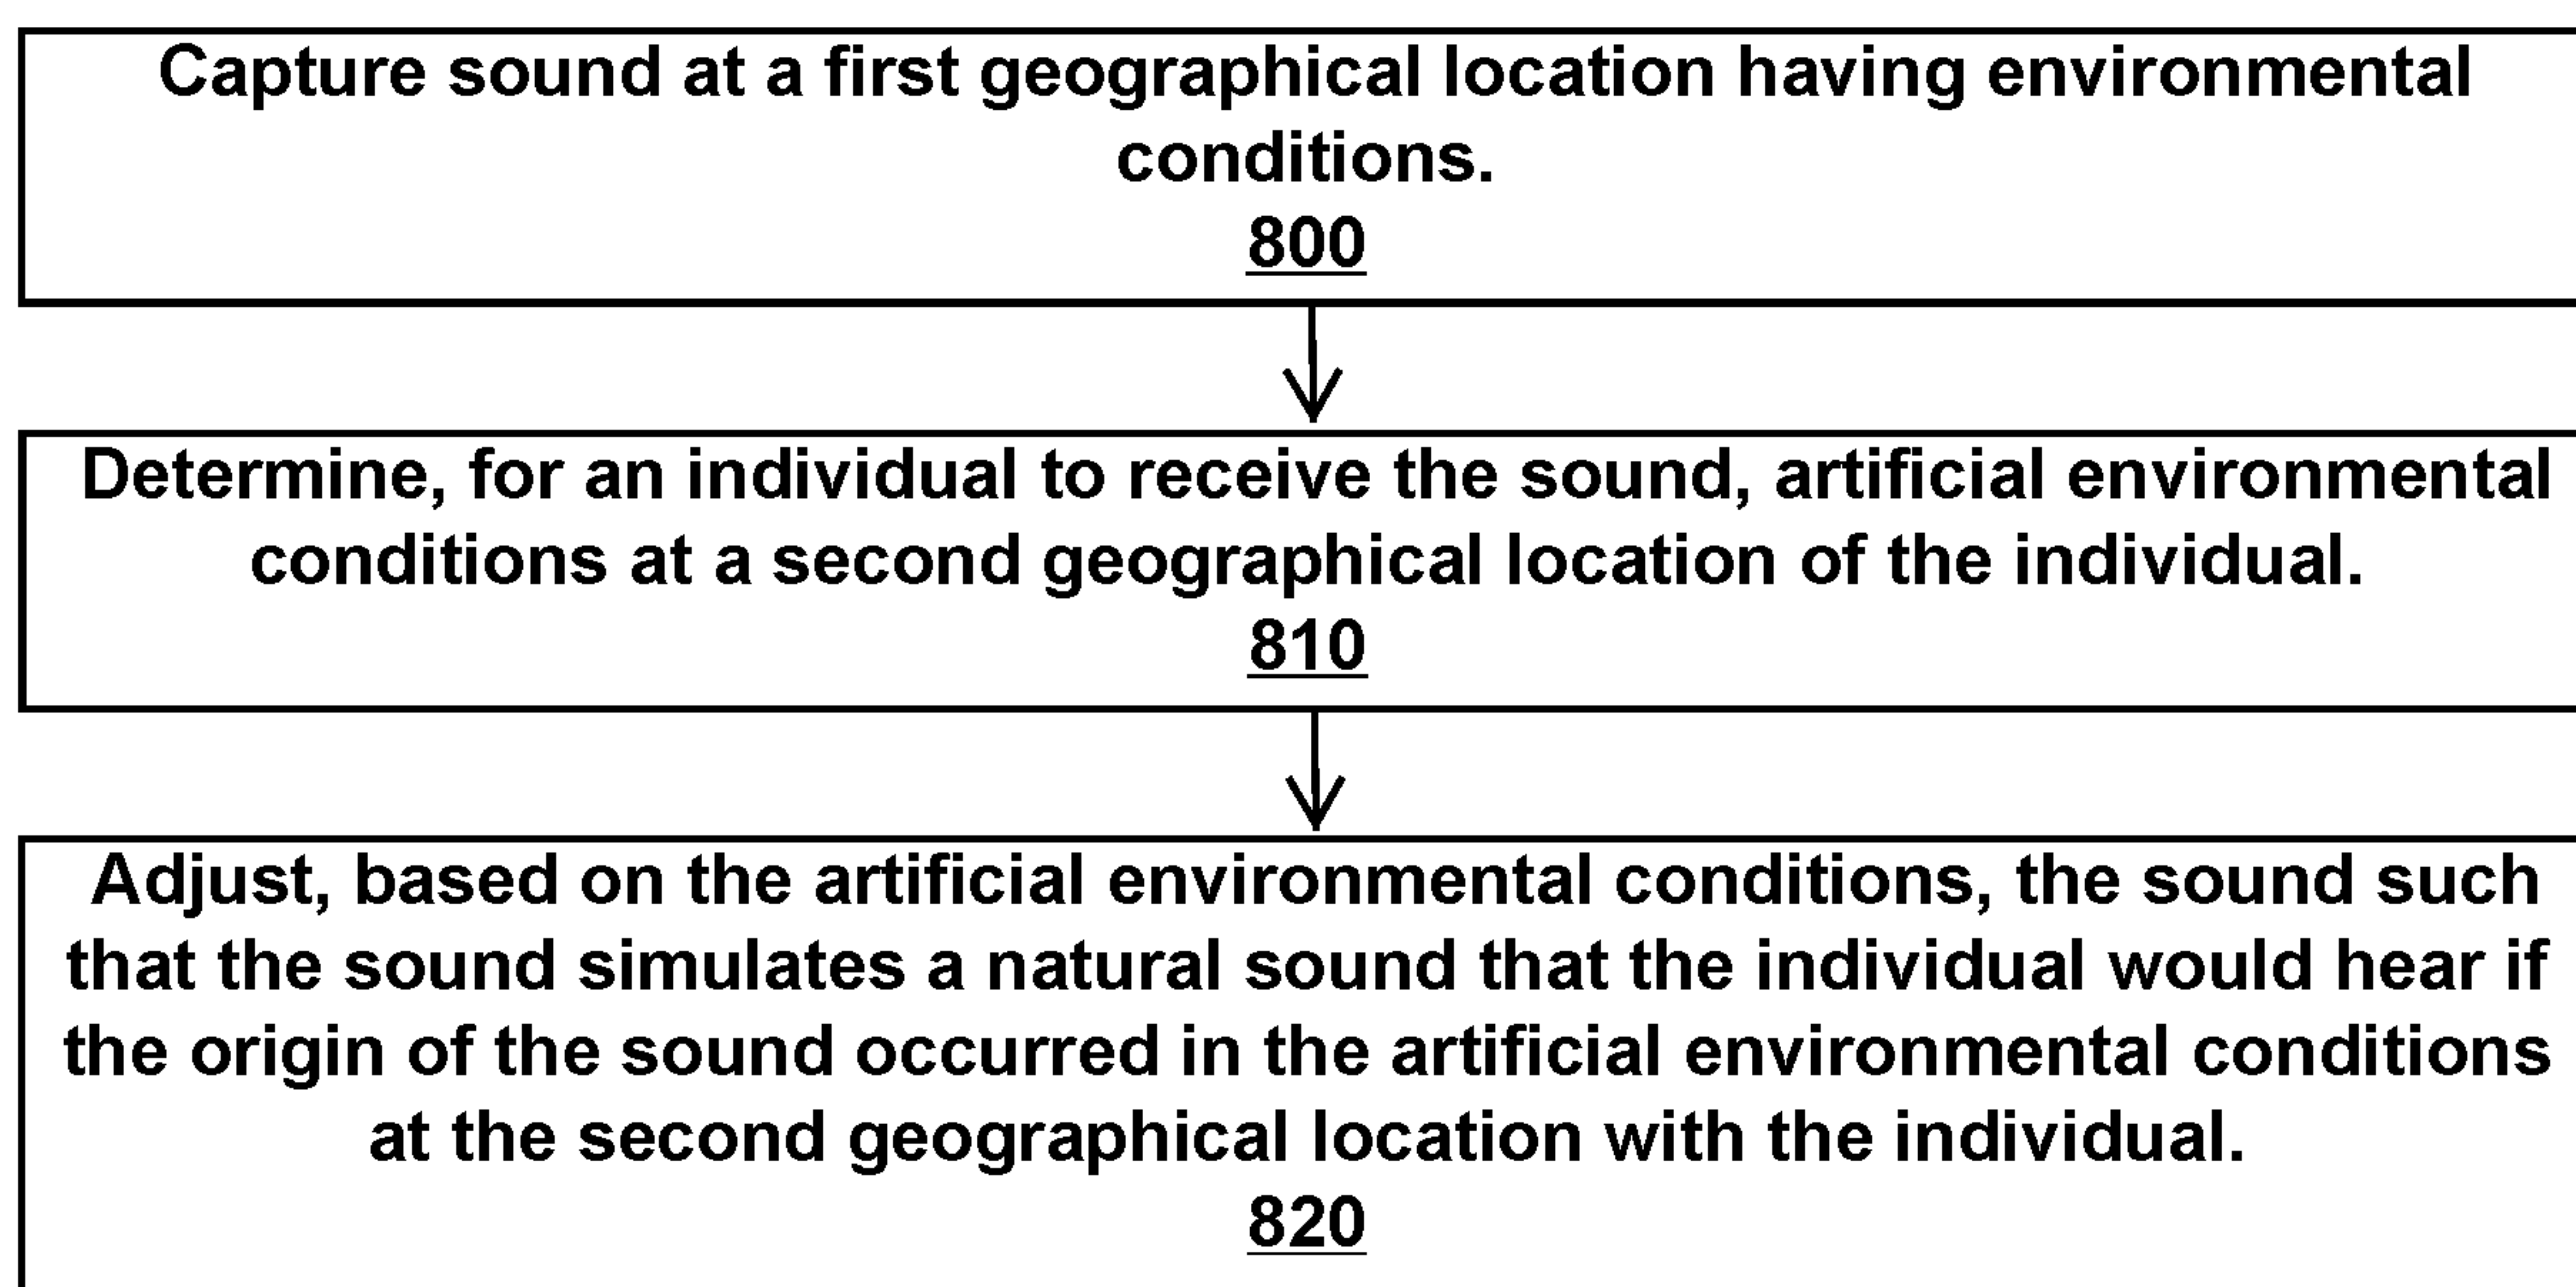 Capture sound at a first geographical location having environmental
conditions.
800
Determine, for an individual to receive the sound, artificial environmental
conditions at a second geographical location of the individual.
810
Adjust, based on the artificial environmental conditions, the sound such
that the sound simulates a natural sound that the individual would hear if
the origin of the sound occurred in the artificial environmental conditions
at the second geographical location with the individual.
820